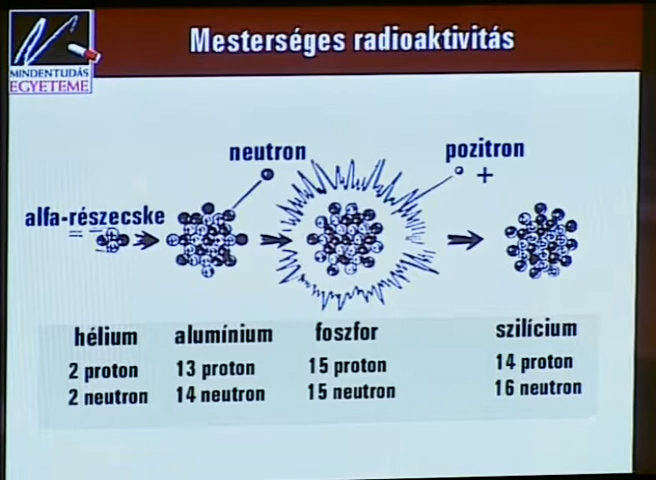 MINDENTUDÁS
EGYETEME
Mesterséges radioaktivitás
neutron
pozitron
+
alfa-részecske
hélium alumínium foszfor szilícium
2 proton 13 proton 15 proton 14 proton
2 neutron 14 neutron 15 neutron 16 neutron